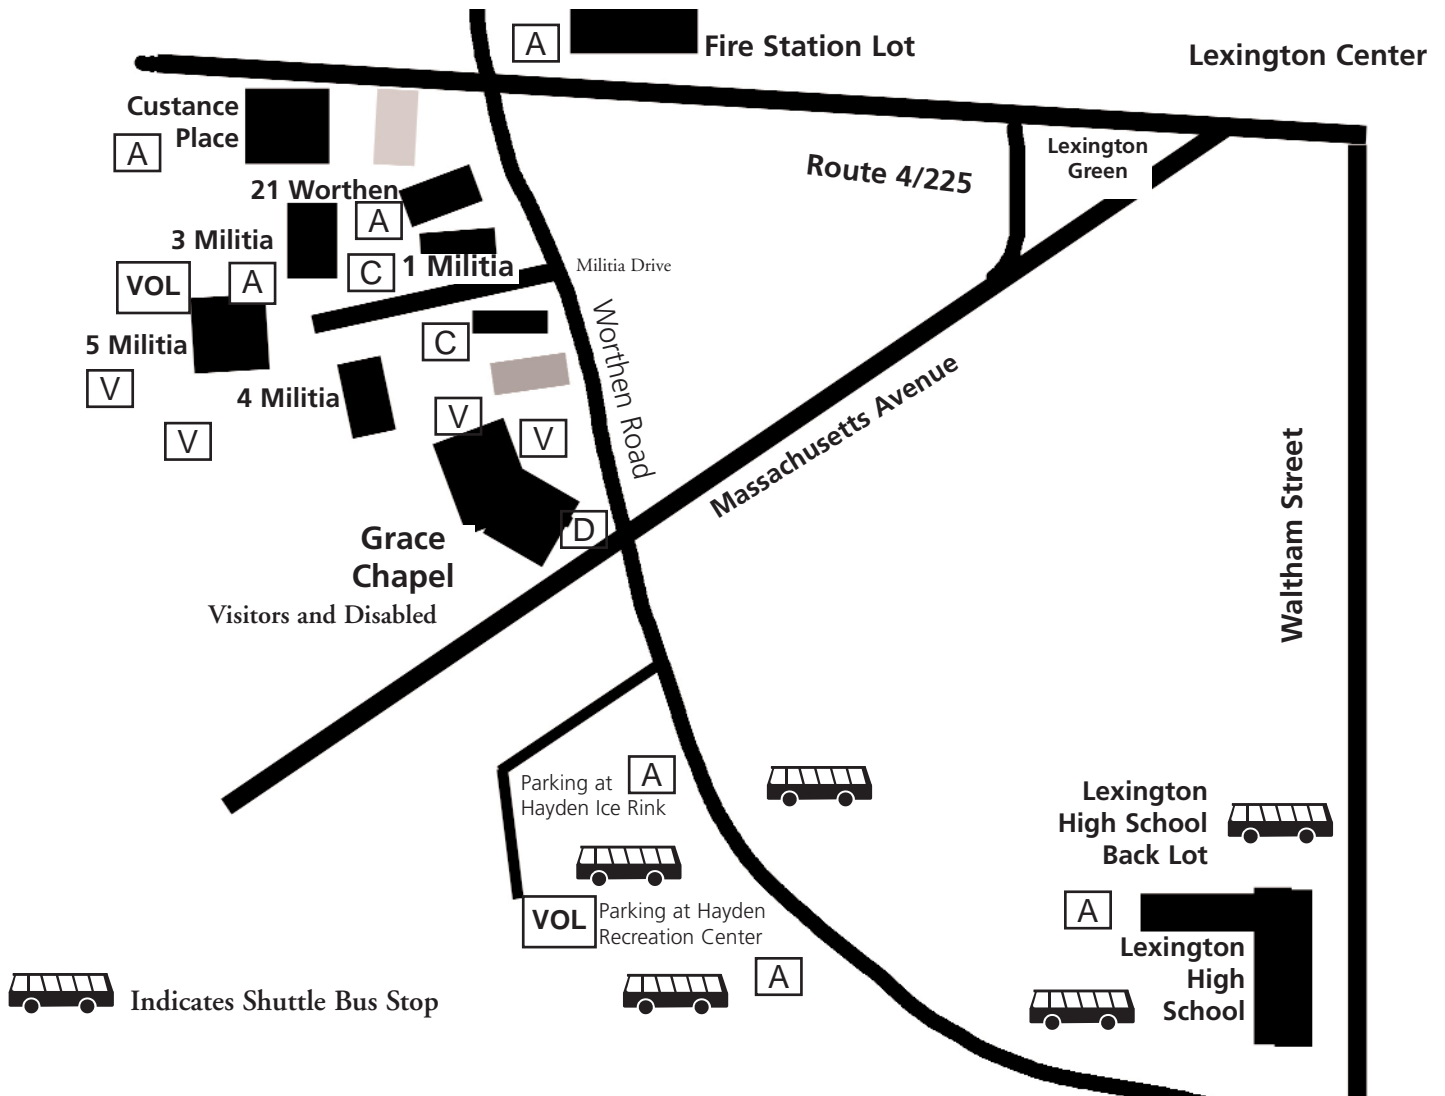 A
Fire Station Lot
Lexington Center
Custance
Place
A
Lexington
Green
Route 4/225
21 Worthen
A
3 Militia
1 Militia
C
Militia Drive
VOL
A
Worthen Road
C
5 Militia
V
4 Militia
V
V
V
Massachusetts Avenue
Waltham Street
D
Grace
Chapel
Visitors and Disabled
Parking at
Hayden Ice Rink
A
Lexington
High School
Back Lot
VOL
Parking at Hayden
Recreation Center
A
A
Lexington
High
School
Indicates Shuttle Bus Stop